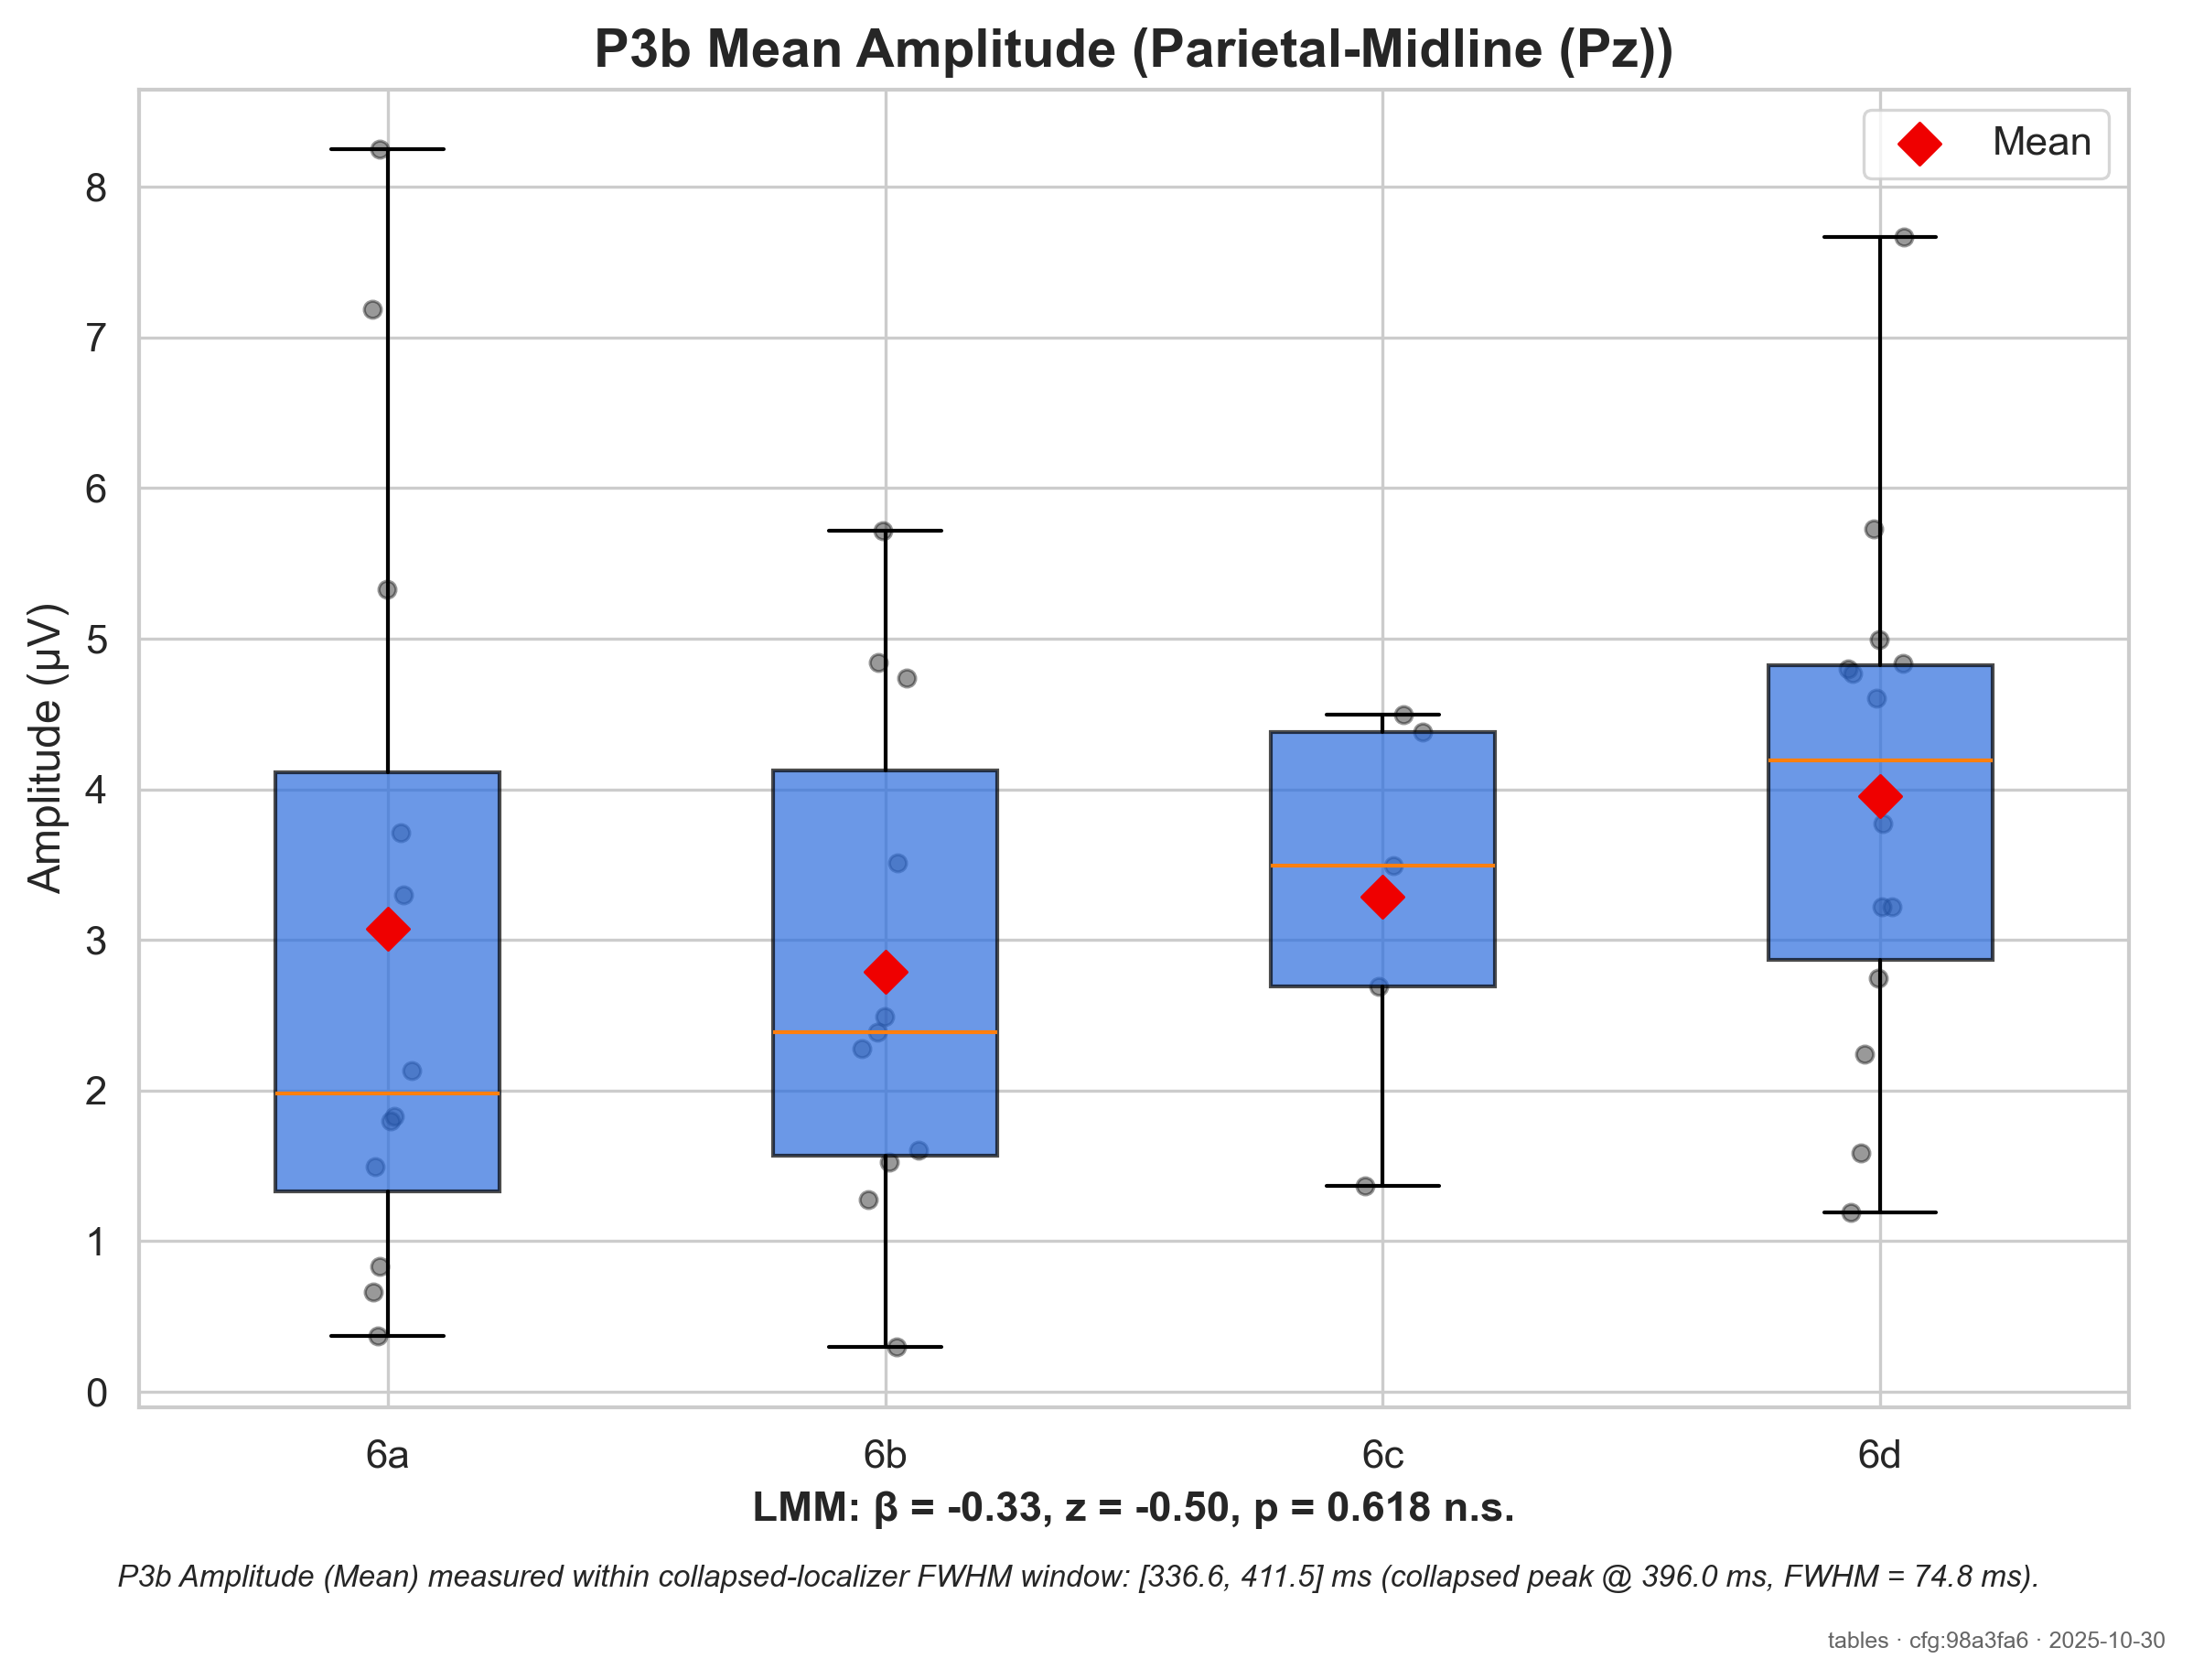 P3b Mean Amplitude (Parietal-Midline (Pz))
Mean
Amplitude (µV)
8
7
6
5
4
3
2
1
0
6a 6b 6c 6d
LMM: β = -0.33, z = -0.50, p = 0.618 n.s.
P3b Amplitude (Mean) measured within collapsed-localizer FWHM window: [336.6, 411.5] ms (collapsed peak @ 396.0 ms, FWHM = 74.8 ms).
tables · cfg:98a3fa6 · 2025-10-30